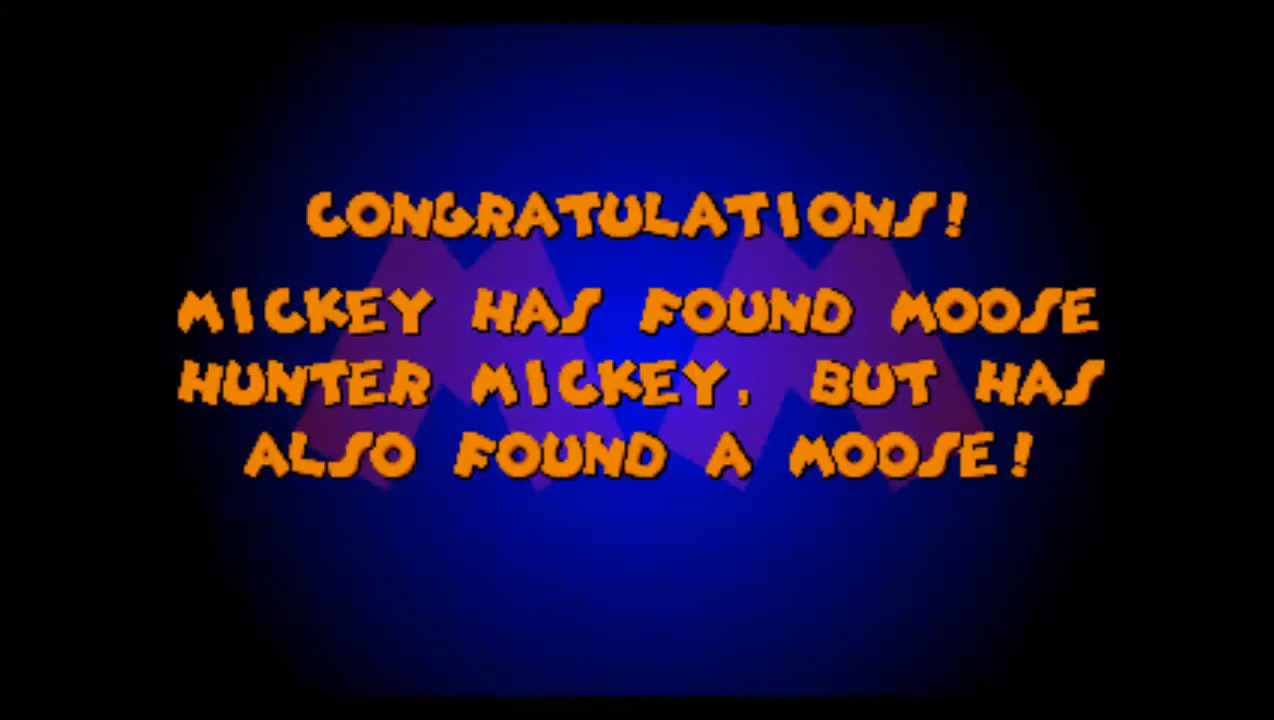 CONGRATULATIONS!
MICKEY HAS FOUND MOOSE
HUNTER MICKEY, BUT HAS
ALSO FOUND A MOOSE!